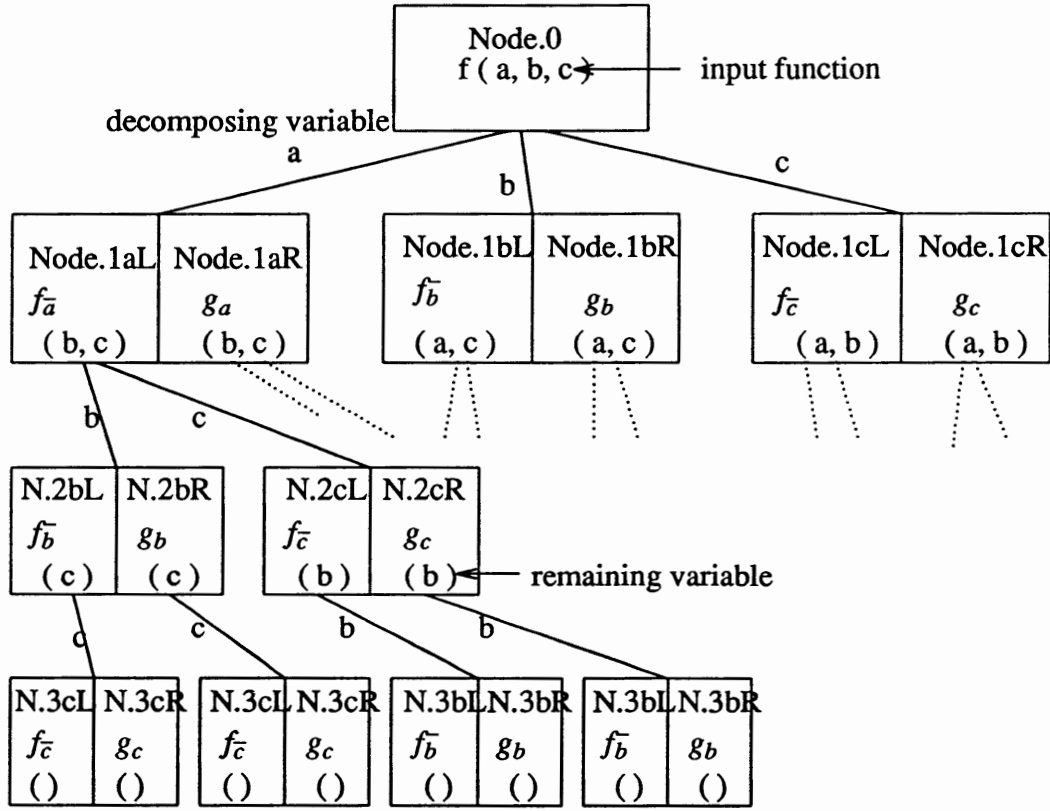 Node.0
f ( a, b, c )
input function
decomposing variable
a
b
c
Node.1aL Node.1aR
Node.1bL Node.1bR
Node.1cL Node.1cR
f_ā g_a
f_b̄ g_b
f_c̄ g_c
( b, c ) ( b, c )
( a, c ) ( a, c )
( a, b ) ( a, b )
b
c
N.2bL N.2bR
N.2cL N.2cR
f_b̄ g_b
f_c̄ g_c
( c ) ( c )
( b ) ( b )
remaining variable
c
c
b
b
N.3cL N.3cR N.3cL N.3cR N.3bL N.3bR N.3bL N.3bR
f_c̄ g_c f_c̄ g_c f_b̄ g_b f_b̄ g_b
( ) ( ) ( ) ( ) ( ) ( ) ( ) ( )